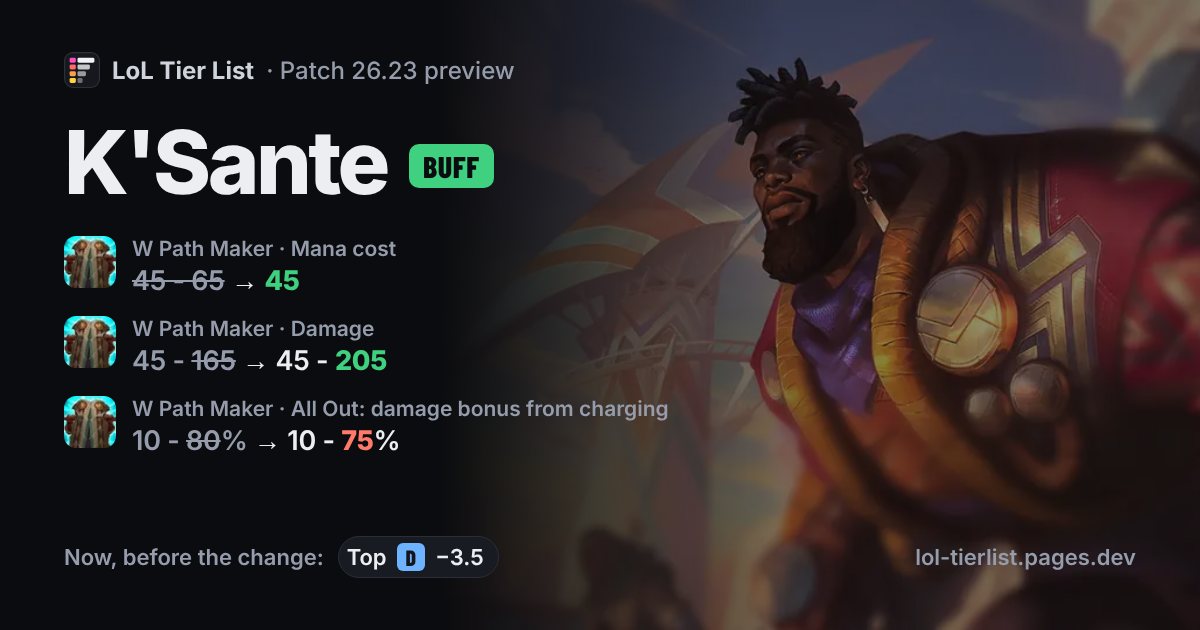 LoL Tier List · Patch 26.23 preview
K'Sante BUFF
W Path Maker · Mana cost
45 - 65 → 45
W Path Maker · Damage
45 - 165 → 45 - 205
W Path Maker · All Out: damage bonus from charging
10 - 80% → 10 - 75%
Now, before the change: Top D −3.5
lol-tierlist.pages.dev